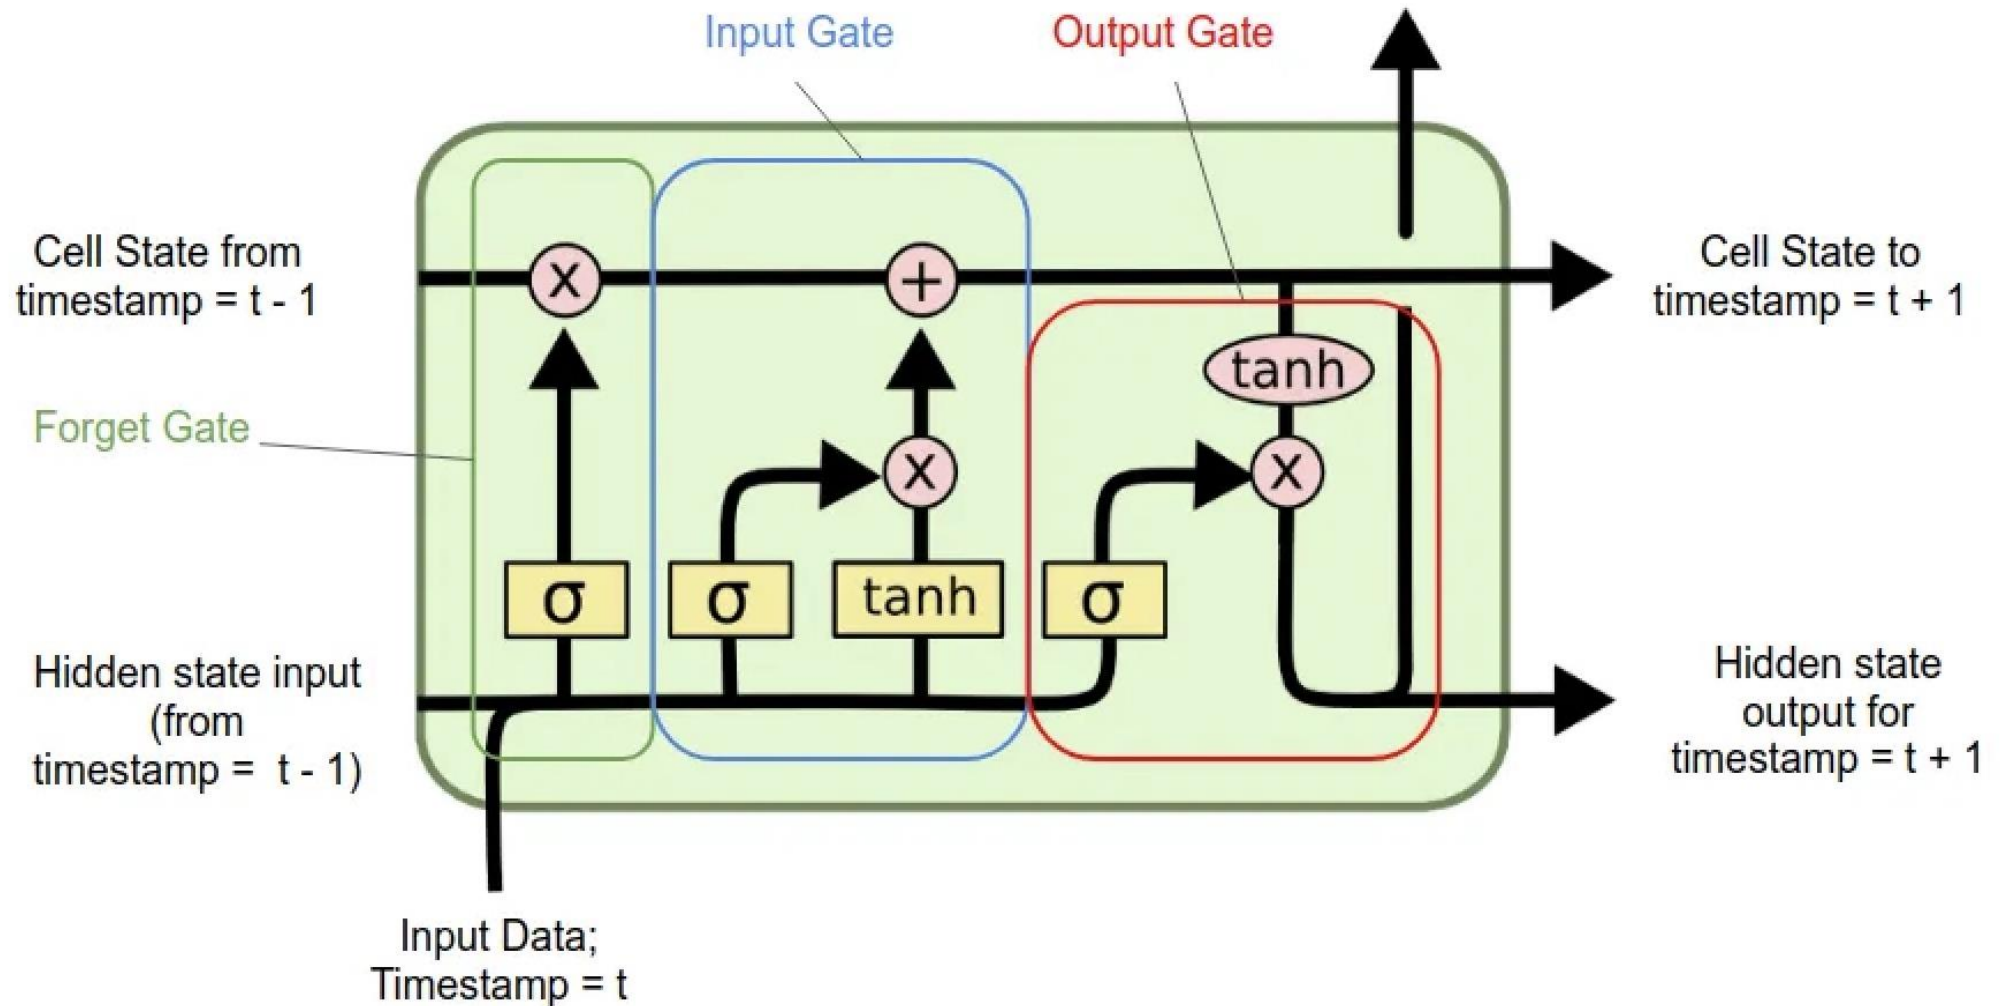 Input Gate
Output Gate
Cell State from
timestamp = t - 1
x
+
Cell State to
timestamp = t + 1
tanh
Forget Gate
x
x
σ
σ
tanh
σ
Hidden state input
(from
timestamp =  t - 1)
Hidden state
output for
timestamp = t + 1
Input Data;
Timestamp = t